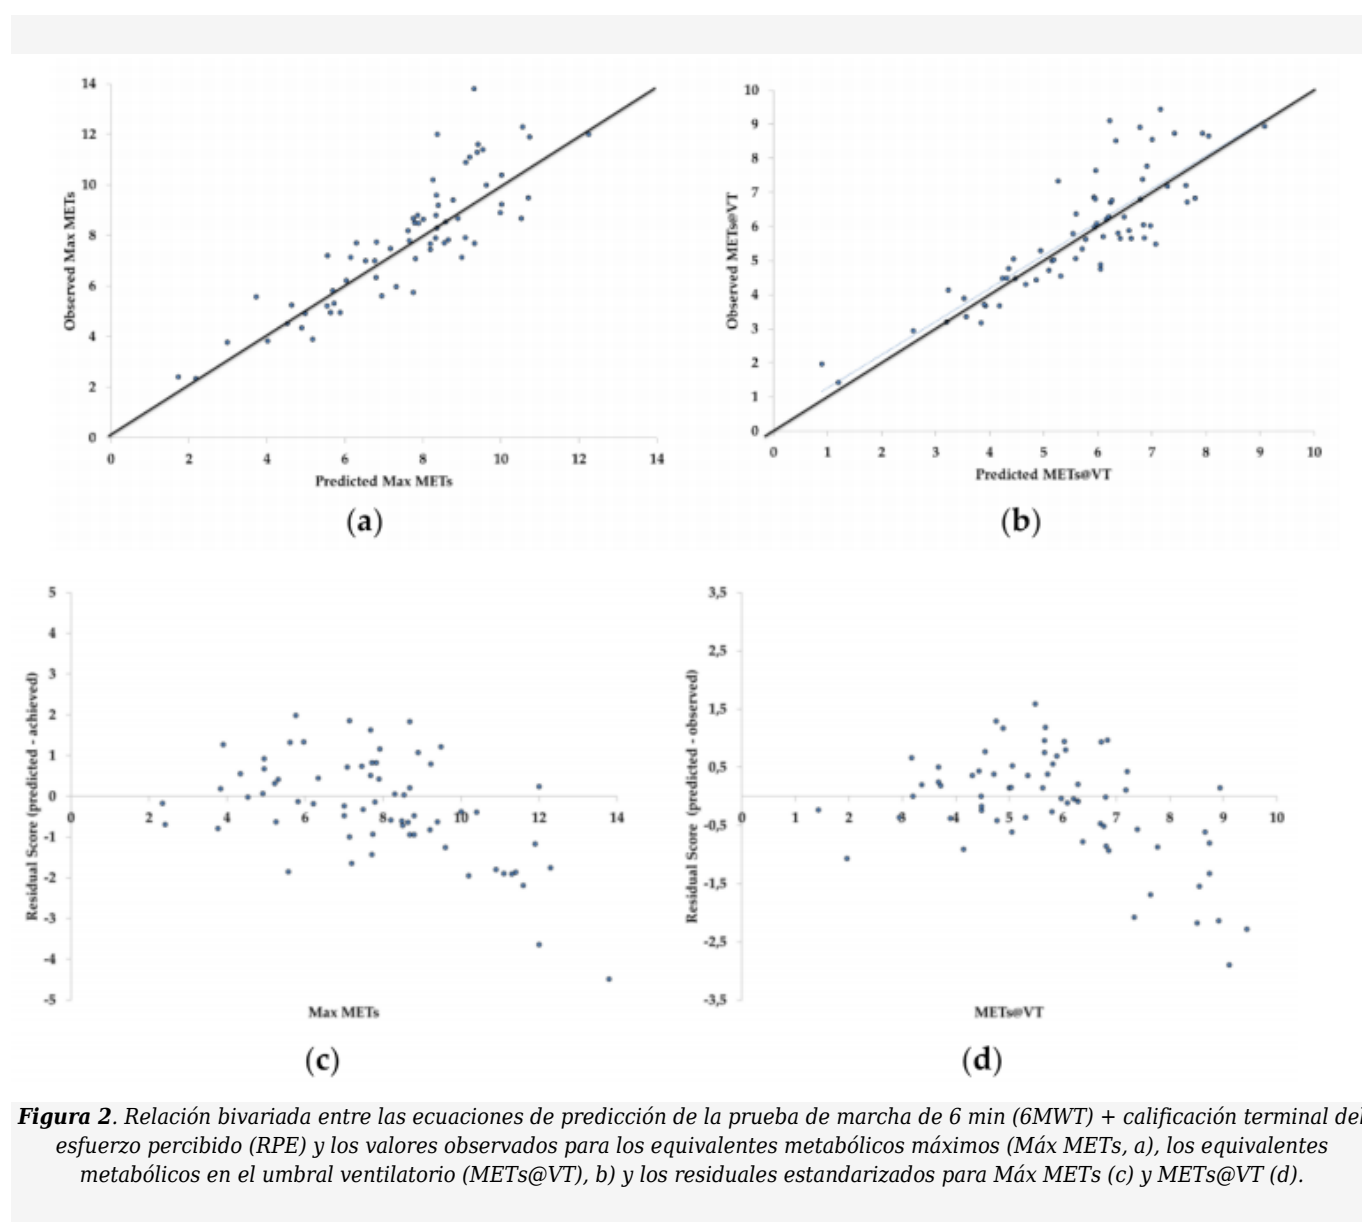 14
12
10
8
6
4
2
0
Observed Max METs
0 2 4 6 8 10 12 14
Predicted Max METs
(a)
10
9
8
7
6
5
4
3
2
1
0
Observed METs@VT
0 1 2 3 4 5 6 7 8 9 10
Predicted METs@VT
(b)
5
4
3
2
1
0
-1
-2
-3
-4
-5
Residual Score (predicted - achieved)
0 2 4 6 8 10 12 14
Max METs
(c)
3,5
2,5
1,5
0,5
-0,5
-1,5
-2,5
-3,5
Residual Score (predicted - observed)
0 1 2 3 4 5 6 7 8 9 10
METs@VT
(d)
Figura 2. Relación bivariada entre las ecuaciones de predicción de la prueba de marcha de 6 min (6MWT) + calificación terminal del
esfuerzo percibido (RPE) y los valores observados para los equivalentes metabólicos máximos (Máx METs, a), los equivalentes
metabólicos en el umbral ventilatorio (METs@VT), b) y los residuales estandarizados para Máx METs (c) y METs@VT (d).